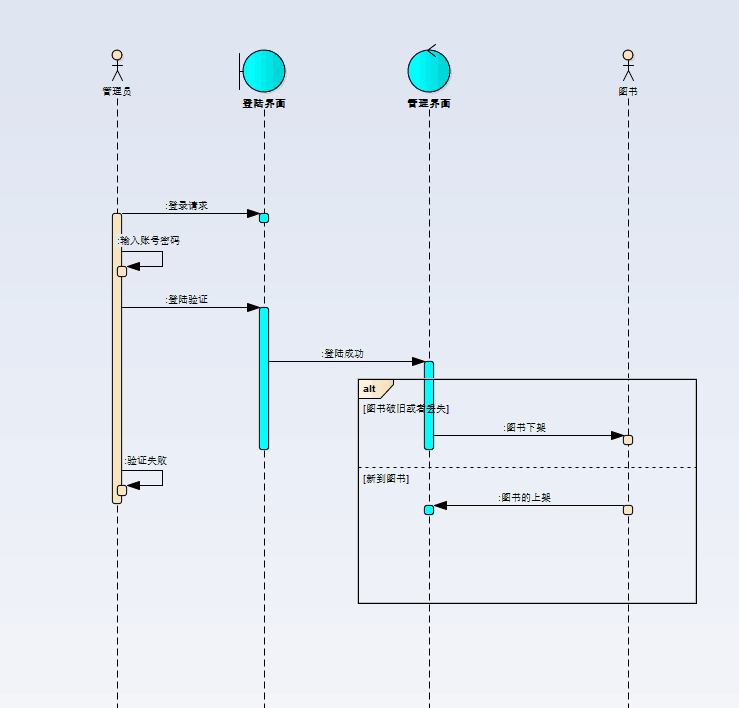 管理员
登陆界面
管理界面
图书
:登录请求
:输入账号密码
:登陆验证
:登陆成功
alt
[图书破旧或者丢失]
:图书下架
:验证失败
[新到图书]
:图书的上架